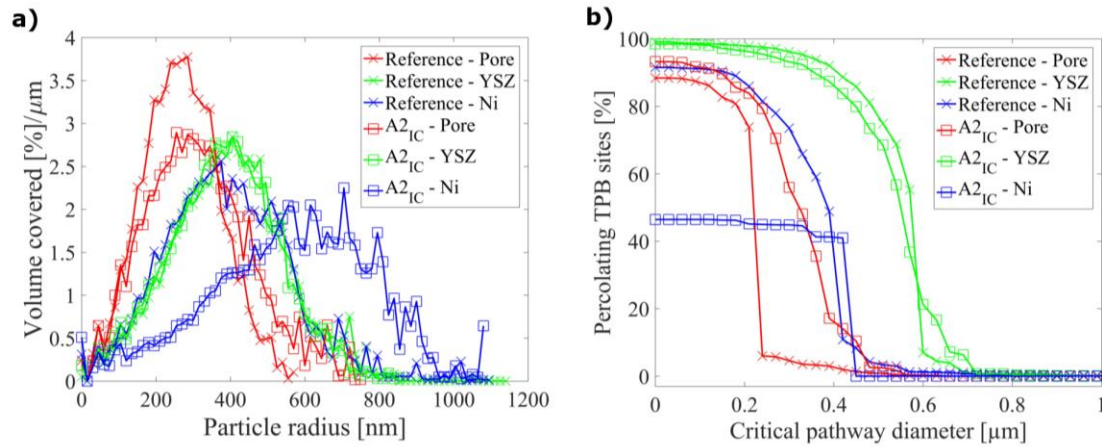 a)
Volume covered [%]/μm
4
3.5
3
2.5
2
1.5
1
0.5
0
0 200 400 600 800 1000 1200
Particle radius [nm]
Reference - Pore
Reference - YSZ
Reference - Ni
A2IC - Pore
A2IC - YSZ
A2IC - Ni
b)
Percolating TPB sites [%]
100
80
60
40
20
0
0 0.2 0.4 0.6 0.8 1
Critical pathway diameter [μm]
Reference - Pore
Reference - YSZ
Reference - Ni
A2IC - Pore
A2IC - YSZ
A2IC - Ni